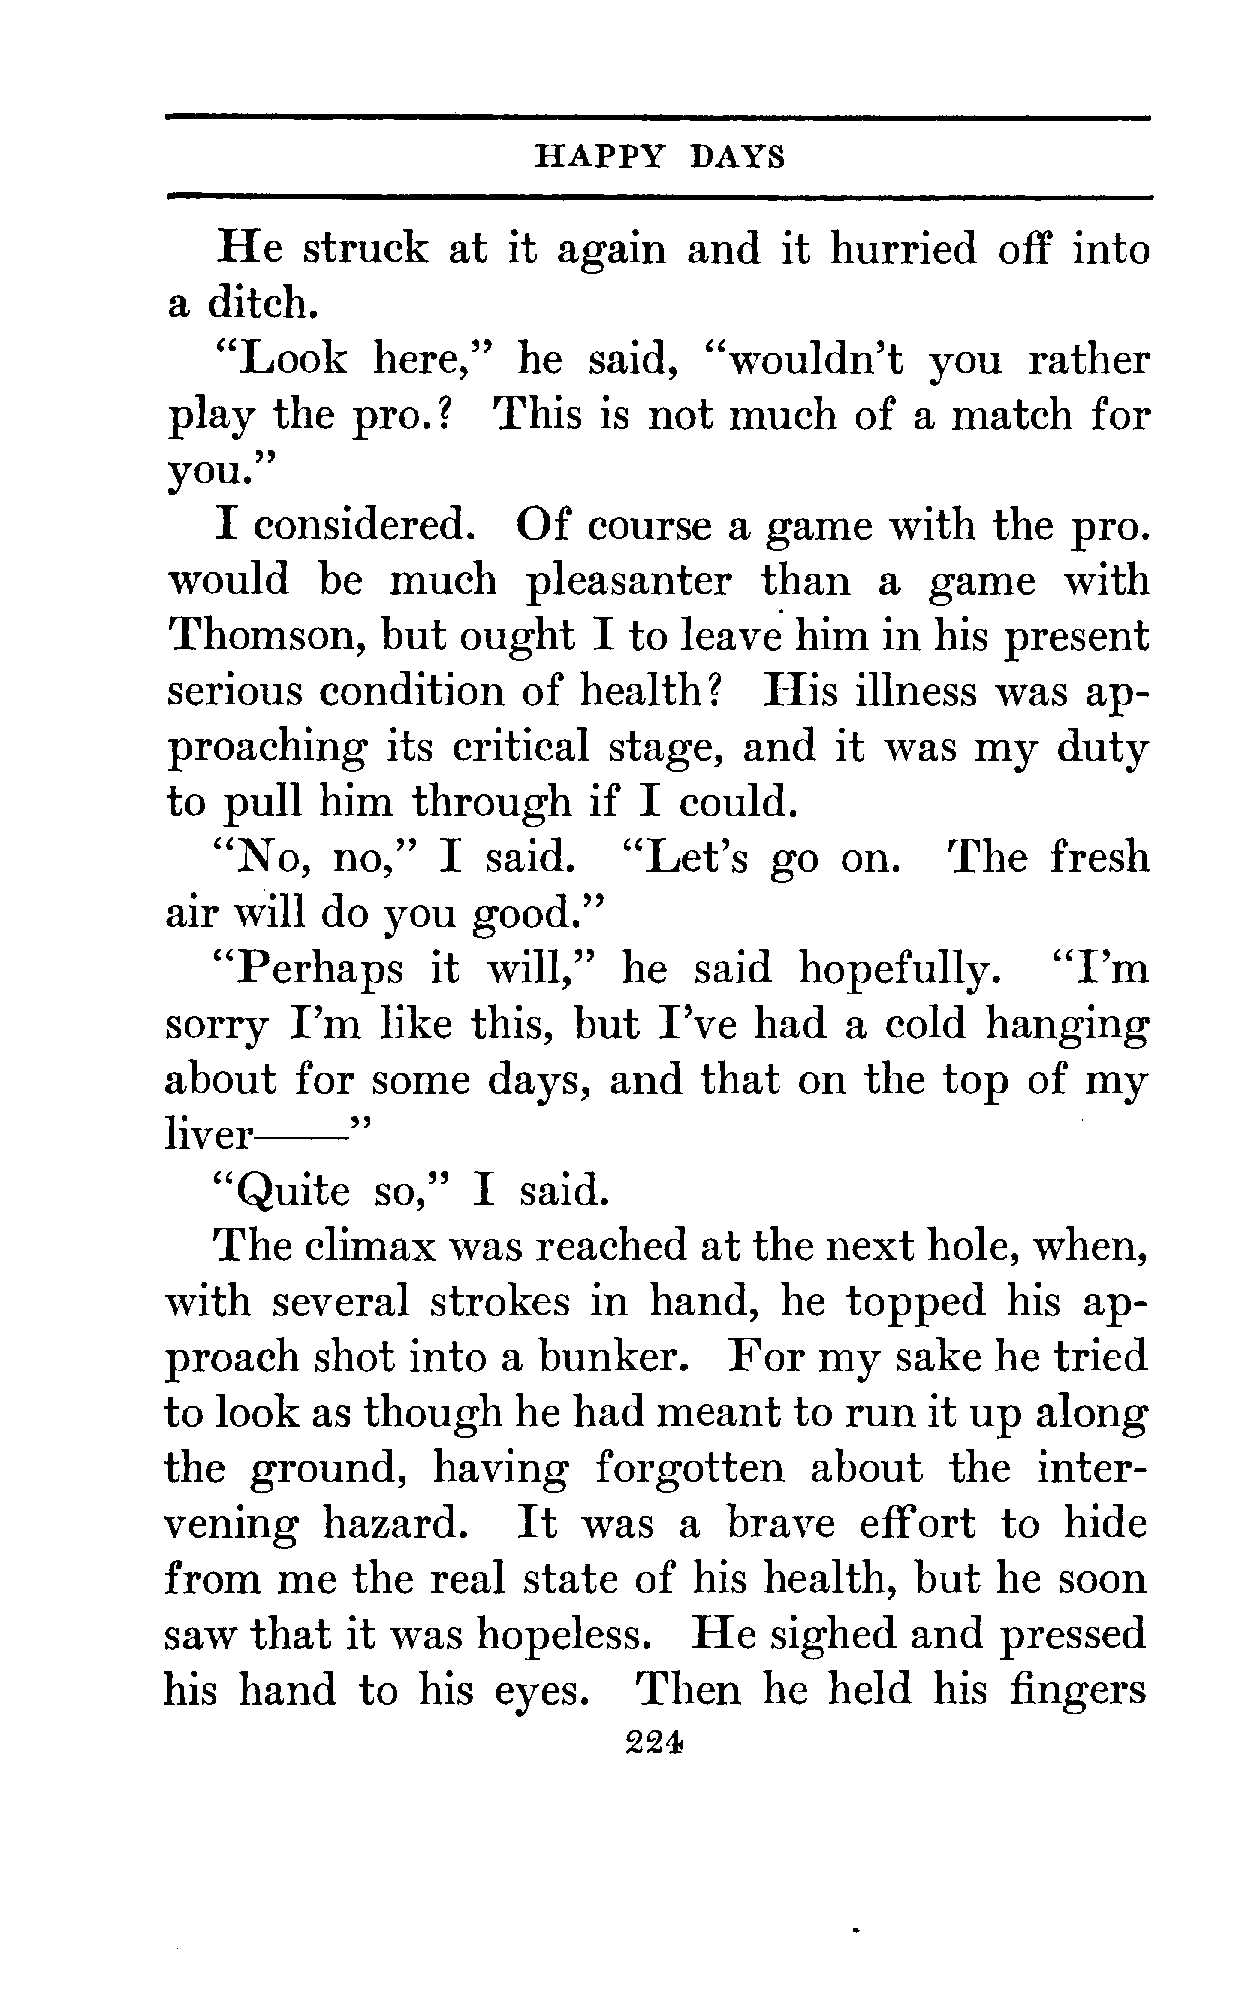 HAPPY DAYS
He struck at it again and it hurried off into
a ditch.
“Look here,” he said, “wouldn’t you rather
play the pro.? This is not much of a match for
you.”
I considered. Of course a game with the pro.
would be much pleasanter than a game with
Thomson, but ought I to leave him in his present
serious condition of health? His illness was ap-
proaching its critical stage, and it was my duty
to pull him through if I could.
“No, no,” I said. “Let’s go on. The fresh
air will do you good.”
“Perhaps it will,” he said hopefully. “I’m
sorry I’m like this, but I’ve had a cold hanging
about for some days, and that on the top of my
liver——”
“Quite so,” I said.
The climax was reached at the next hole, when,
with several strokes in hand, he topped his ap-
proach shot into a bunker. For my sake he tried
to look as though he had meant to run it up along
the ground, having forgotten about the inter-
vening hazard. It was a brave effort to hide
from me the real state of his health, but he soon
saw that it was hopeless. He sighed and pressed
his hand to his eyes. Then he held his fingers
224